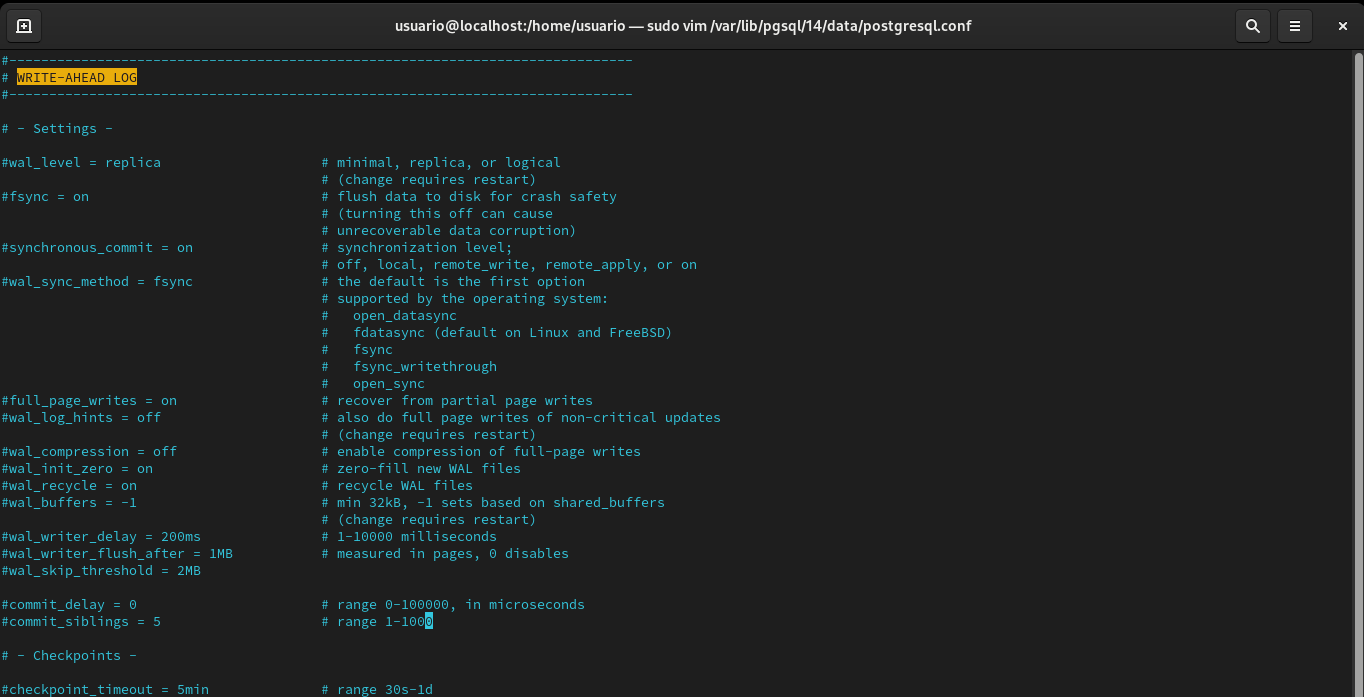 usuario@localhost:/home/usuario — sudo vim /var/lib/pgsql/14/data/postgresql.conf
#------------------------------------------------------------------------------
# WRITE-AHEAD LOG
#------------------------------------------------------------------------------
# - Settings -
#wal_level = replica # minimal, replica, or logical
# (change requires restart)
#fsync = on # flush data to disk for crash safety
# (turning this off can cause
# unrecoverable data corruption)
#synchronous_commit = on # synchronization level;
# off, local, remote_write, remote_apply, or on
#wal_sync_method = fsync # the default is the first option
# supported by the operating system:
# open_datasync
# fdatasync (default on Linux and FreeBSD)
# fsync
# fsync_writethrough
# open_sync
#full_page_writes = on # recover from partial page writes
#wal_log_hints = off # also do full page writes of non-critical updates
# (change requires restart)
#wal_compression = off # enable compression of full-page writes
#wal_init_zero = on # zero-fill new WAL files
#wal_recycle = on # recycle WAL files
#wal_buffers = -1 # min 32kB, -1 sets based on shared_buffers
# (change requires restart)
#wal_writer_delay = 200ms # 1-10000 milliseconds
#wal_writer_flush_after = 1MB # measured in pages, 0 disables
#wal_skip_threshold = 2MB
#commit_delay = 0 # range 0-100000, in microseconds
#commit_siblings = 5 # range 1-1000
# - Checkpoints -
#checkpoint_timeout = 5min # range 30s-1d